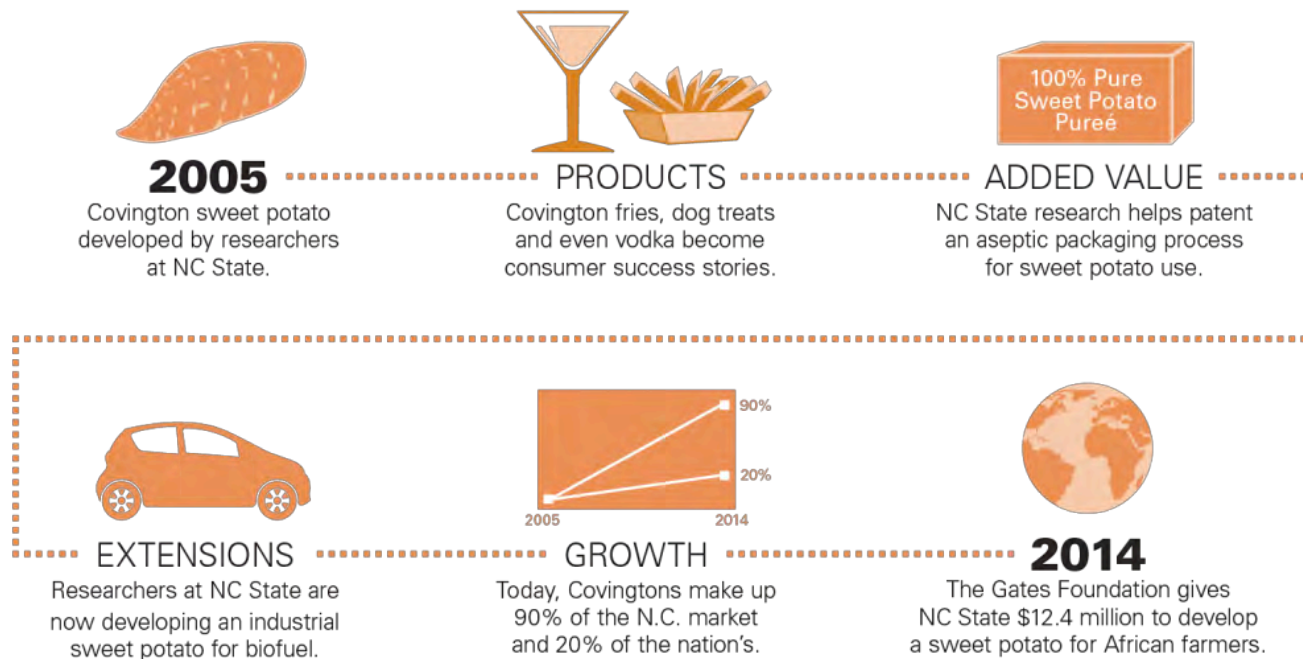 100% Pure
Sweet Potato
Pureé
2005
Covington sweet potato
developed by researchers
at NC State.
PRODUCTS
Covington fries, dog treats
and even vodka become
consumer success stories.
ADDED VALUE
NC State research helps patent
an aseptic packaging process
for sweet potato use.
EXTENSIONS
Researchers at NC State are
now developing an industrial
sweet potato for biofuel.
90%
20%
2005 2014
GROWTH
Today, Covingtons make up
90% of the N.C. market
and 20% of the nation's.
2014
The Gates Foundation gives
NC State $12.4 million to develop
a sweet potato for African farmers.